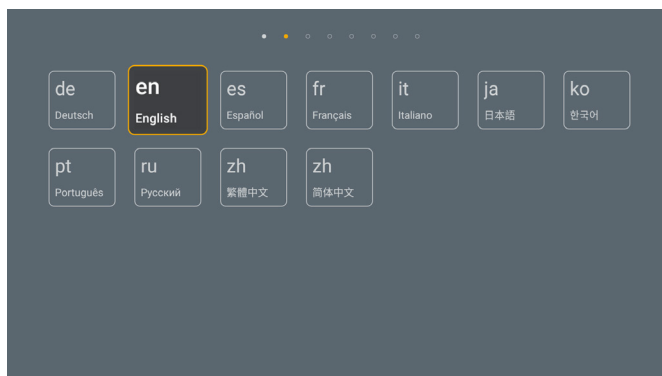 de
Deutsch
en
English
es
Español
fr
Français
it
Italiano
ja
日本語
ko
한국어
pt
Português
ru
Русский
zh
繁體中文
zh
简体中文